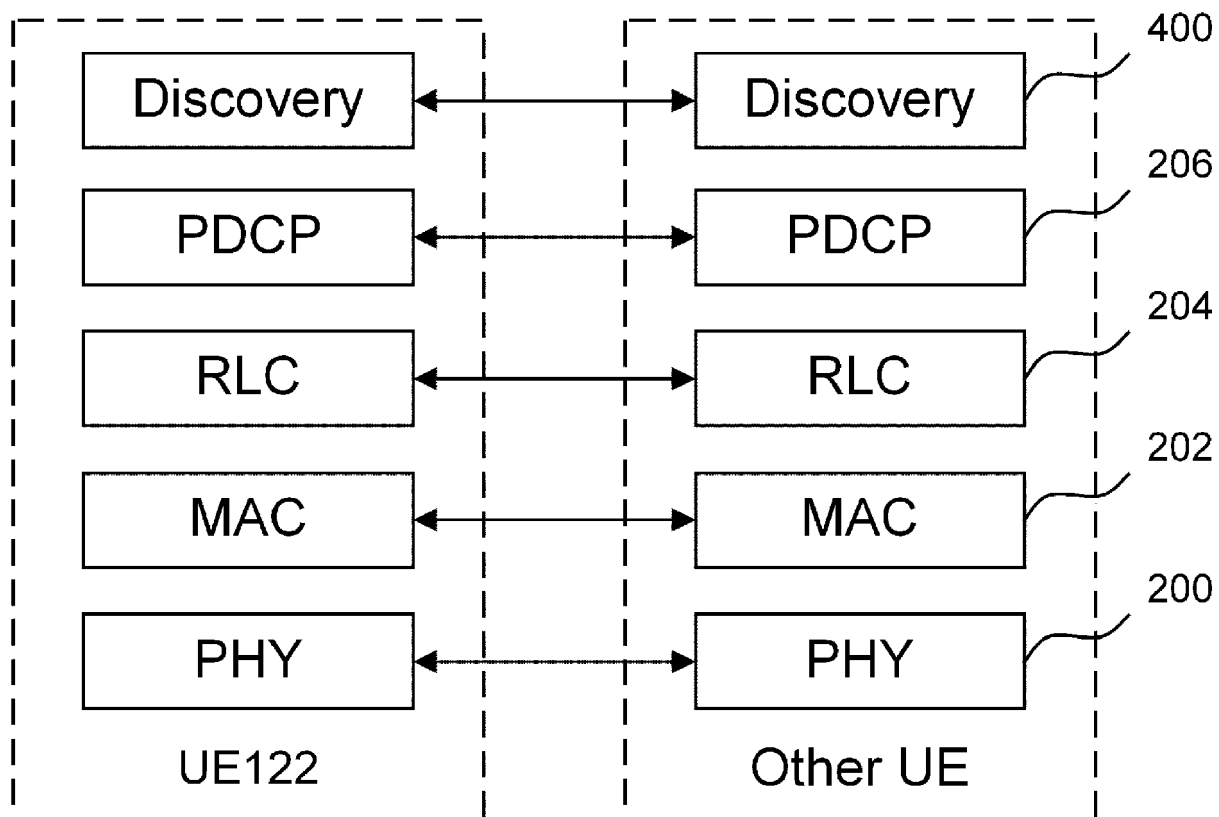 400
Discovery Discovery
206
PDCP PDCP
204
RLC RLC
202
MAC MAC
200
PHY PHY
UE122 Other UE